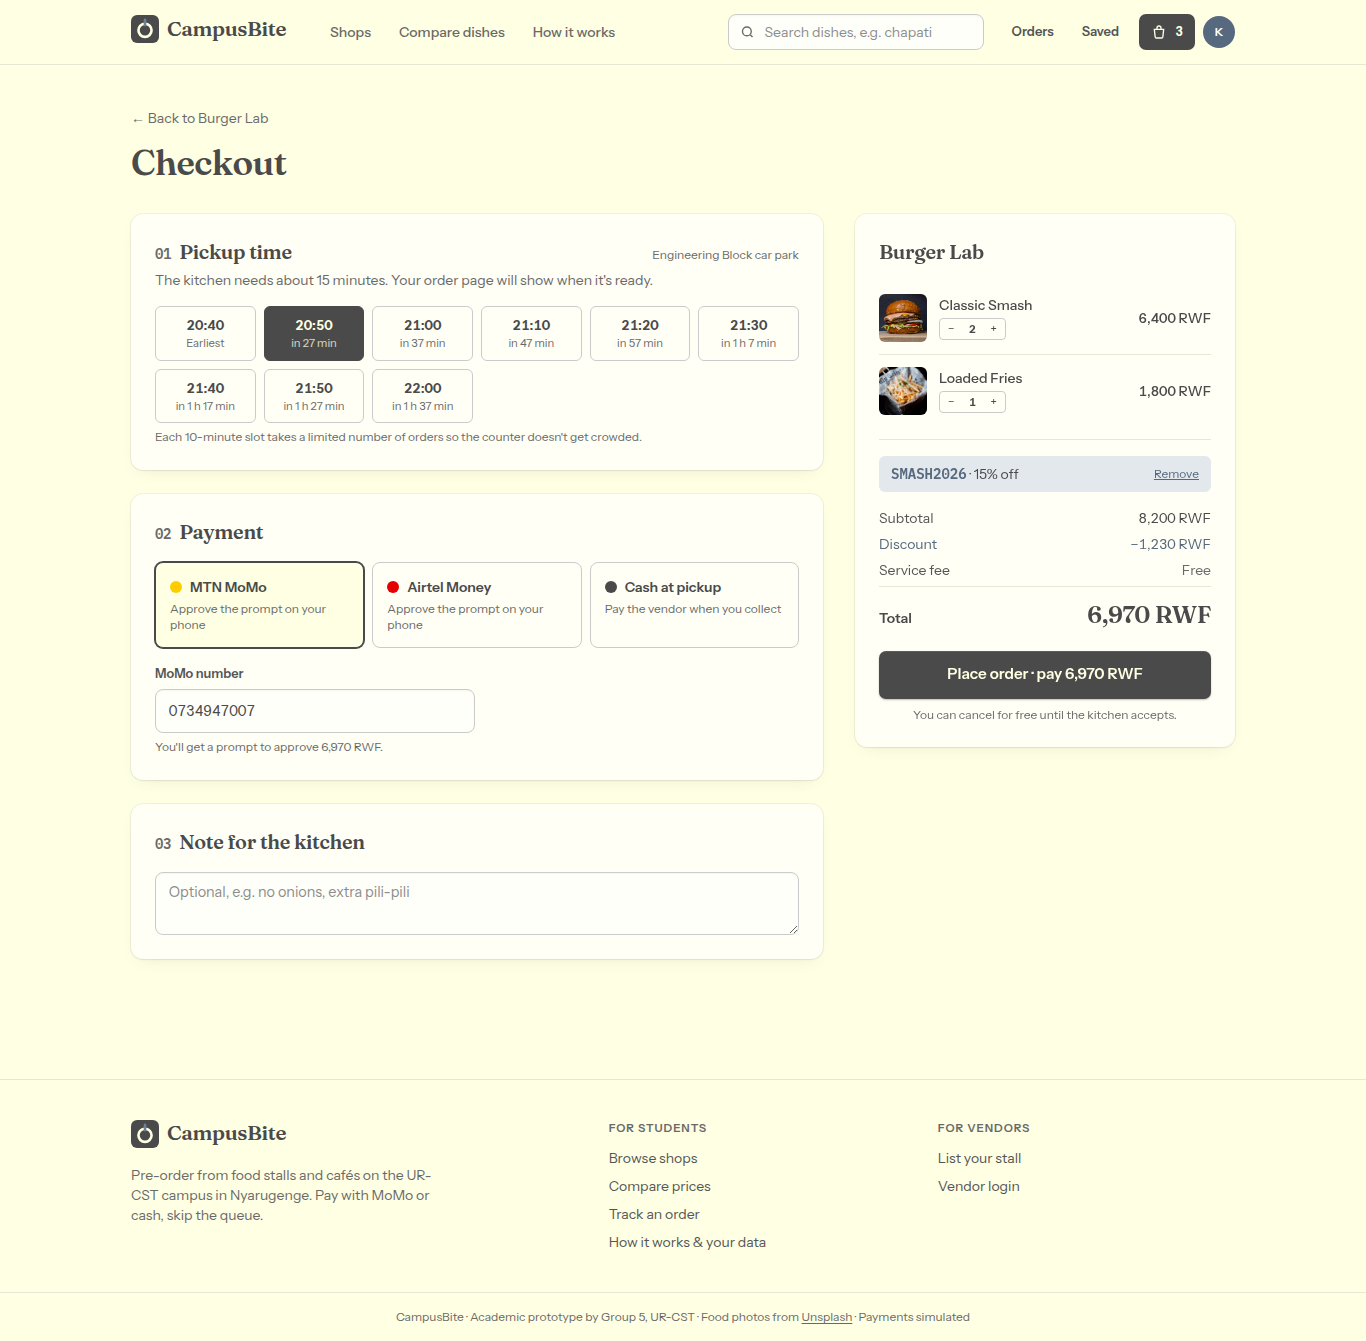 CampusBite
Shops
Compare dishes
How it works
Search dishes, e.g. chapati
Orders
Saved
3
K
← Back to Burger Lab
Checkout
01 Pickup time
Engineering Block car park
The kitchen needs about 15 minutes. Your order page will show when it's ready.
20:40
Earliest
20:50
in 27 min
21:00
in 37 min
21:10
in 47 min
21:20
in 57 min
21:30
in 1 h 7 min
21:40
in 1 h 17 min
21:50
in 1 h 27 min
22:00
in 1 h 37 min
Each 10-minute slot takes a limited number of orders so the counter doesn't get crowded.
02 Payment
MTN MoMo
Approve the prompt on your
phone
Airtel Money
Approve the prompt on your
phone
Cash at pickup
Pay the vendor when you collect
MoMo number
0734947007
You'll get a prompt to approve 6,970 RWF.
03 Note for the kitchen
Optional, e.g. no onions, extra pili-pili
Burger Lab
Classic Smash
− 2 +
6,400 RWF
Loaded Fries
− 1 +
1,800 RWF
SMASH2026 · 15% off
Remove
Subtotal
8,200 RWF
Discount
−1,230 RWF
Service fee
Free
Total
6,970 RWF
Place order · pay 6,970 RWF
You can cancel for free until the kitchen accepts.
CampusBite
Pre-order from food stalls and cafés on the UR-
CST campus in Nyarugenge. Pay with MoMo or
cash, skip the queue.
FOR STUDENTS
Browse shops
Compare prices
Track an order
How it works & your data
FOR VENDORS
List your stall
Vendor login
CampusBite · Academic prototype by Group 5, UR-CST · Food photos from Unsplash · Payments simulated